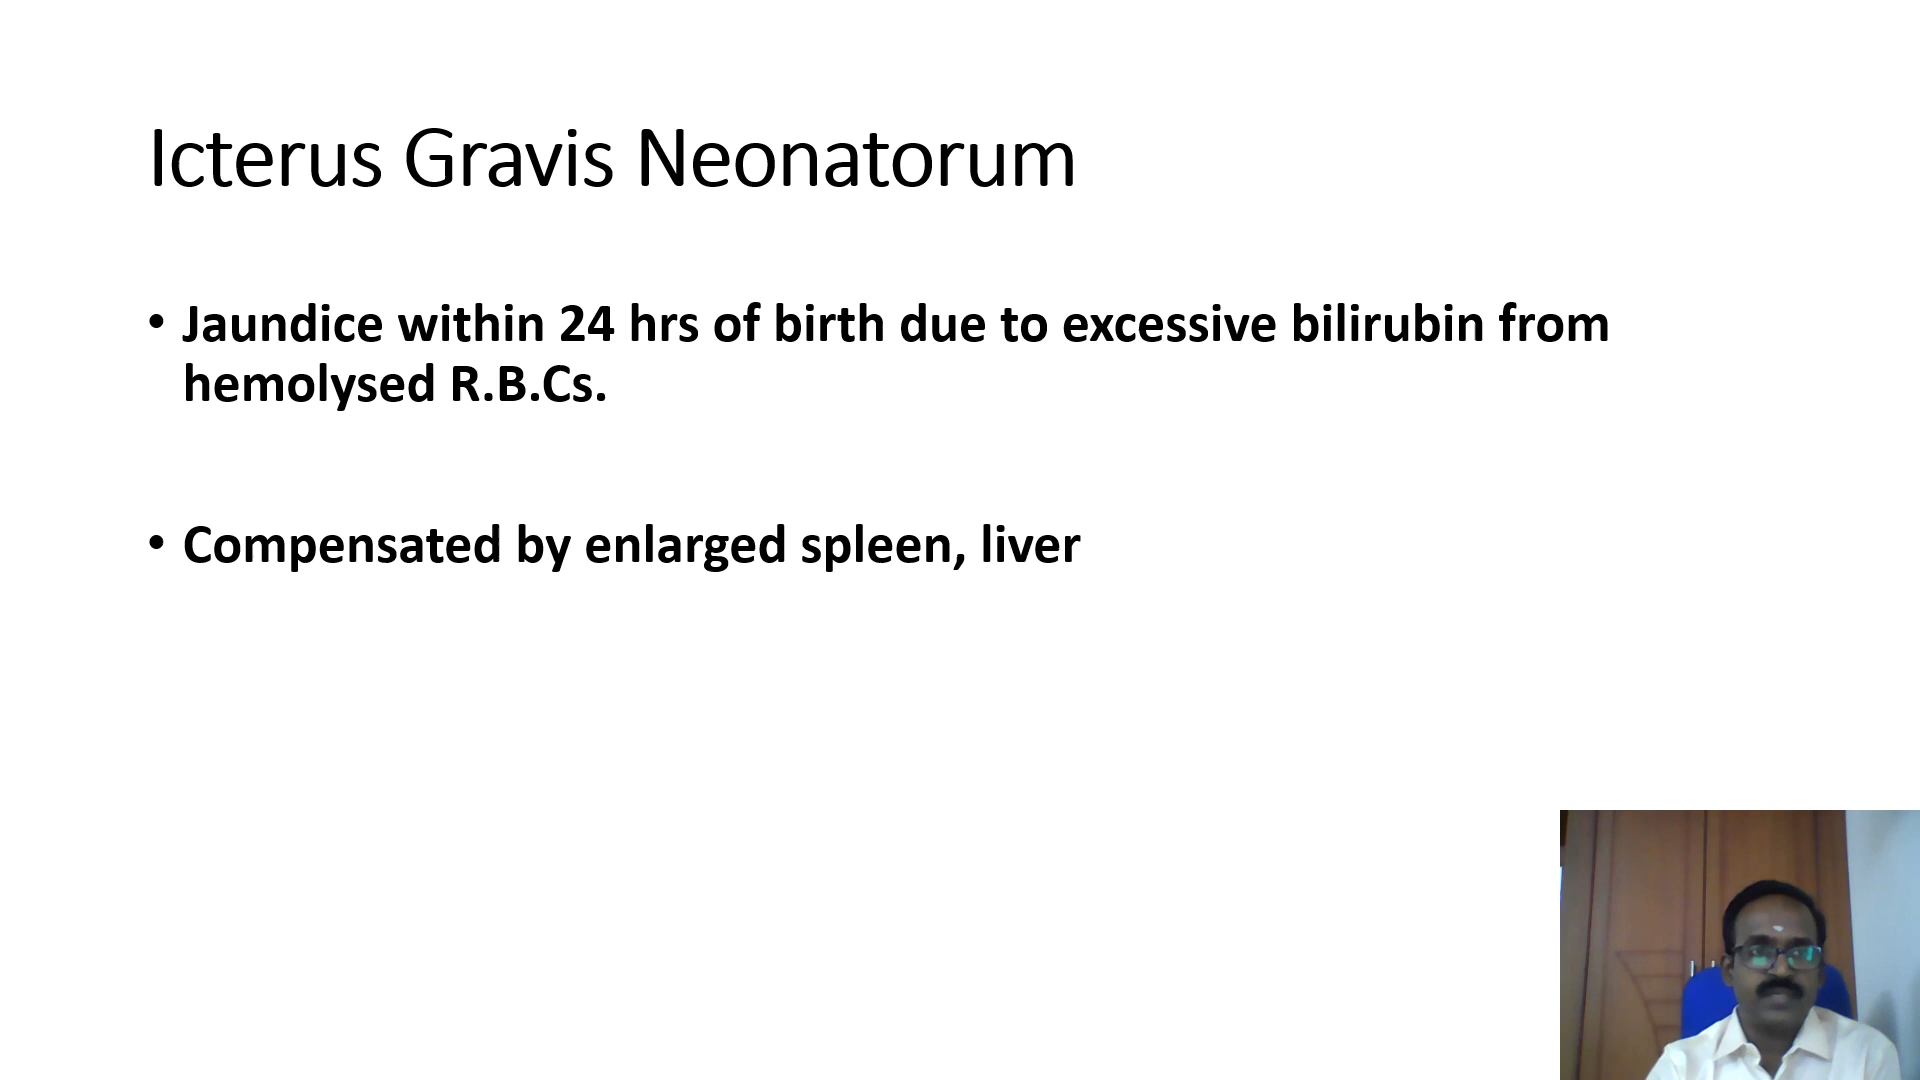 Icterus Gravis Neonatorum
• Jaundice within 24 hrs of birth due to excessive bilirubin from
hemolysed R.B.Cs.
• Compensated by enlarged spleen, liver